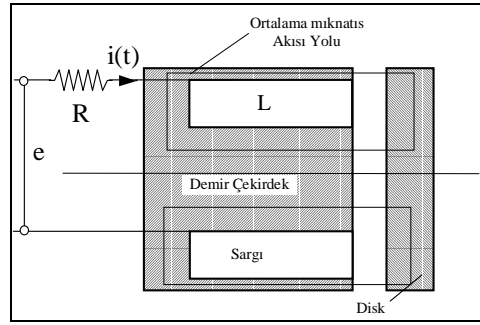 Ortalama mıknatıs
Akısı Yolu
i(t)
R
L
e
Demir Çekirdek
Sargı
Disk